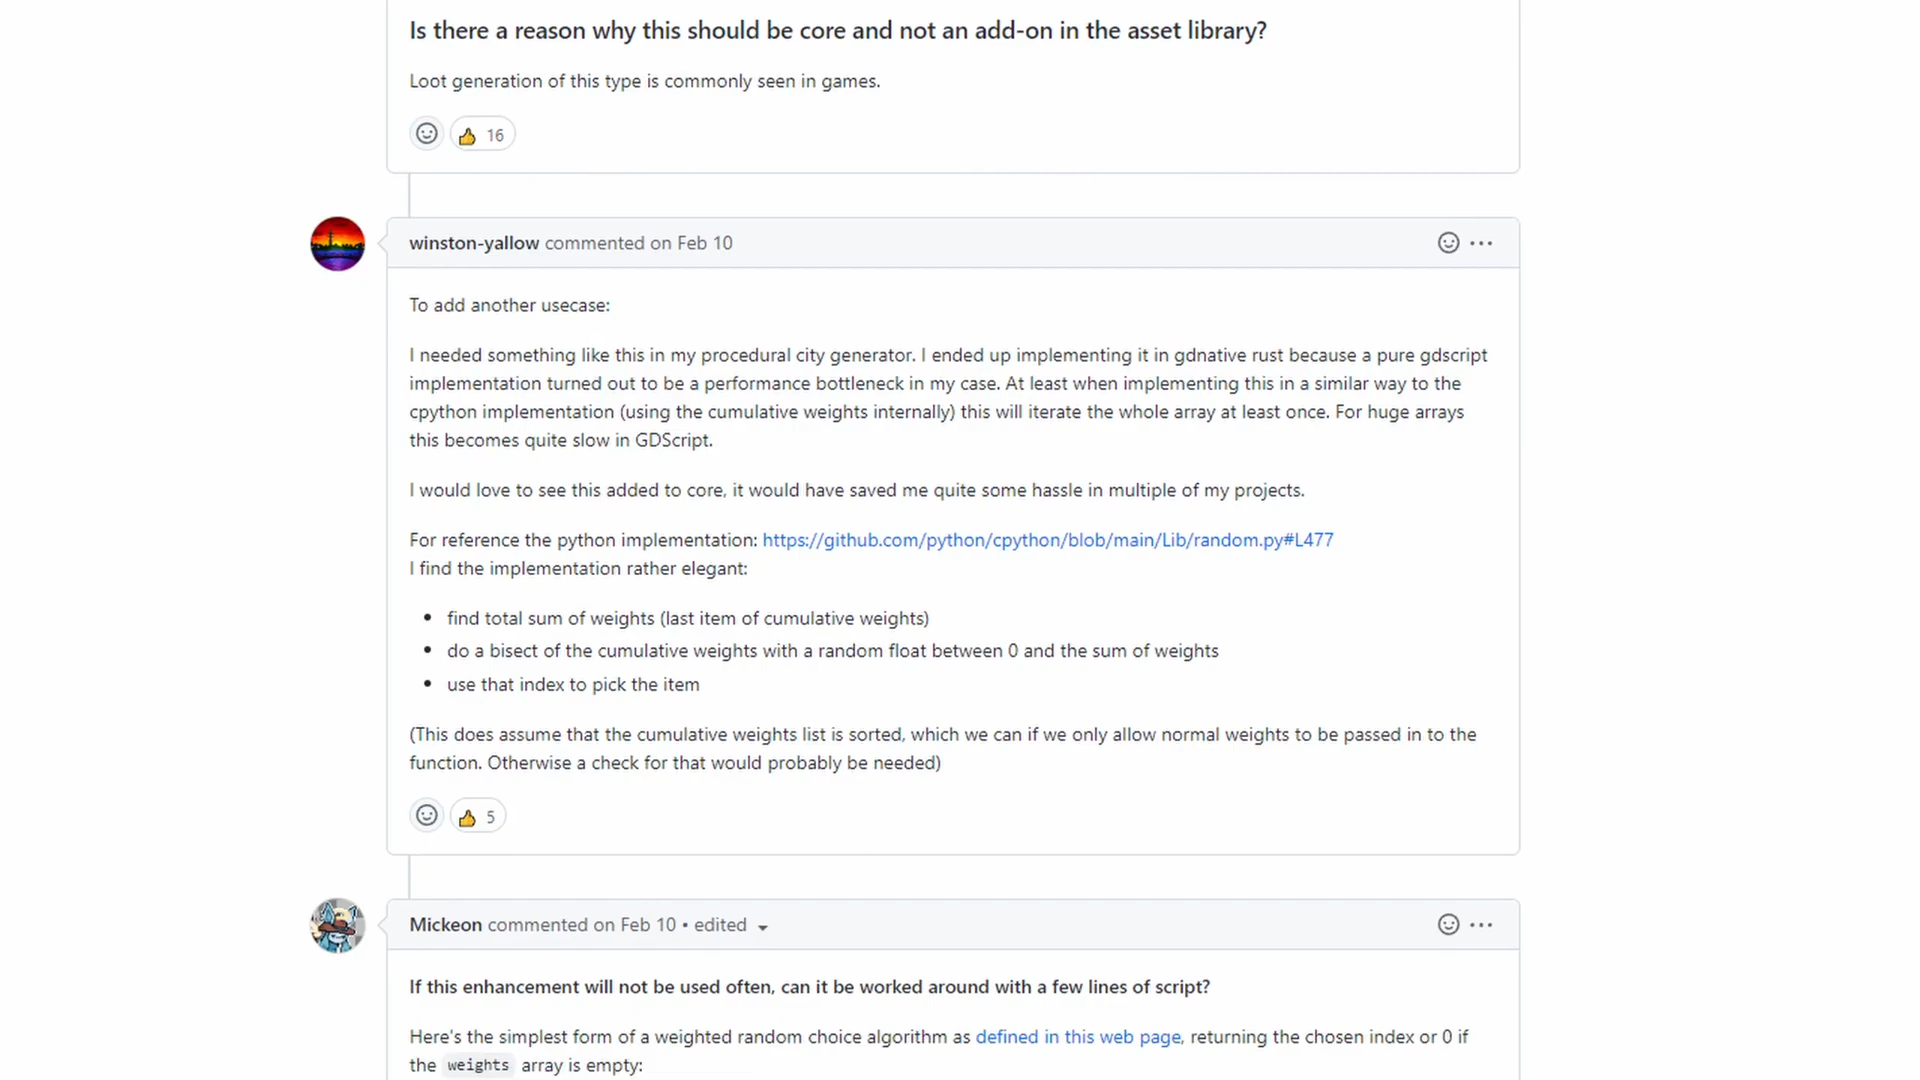 Is there a reason why this should be core and not an add-on in the asset library?
Loot generation of this type is commonly seen in games.
16
winston-yallow commented on Feb 10
To add another usecase:
I needed something like this in my procedural city generator. I ended up implementing it in gdnative rust because a pure gdscript
implementation turned out to be a performance bottleneck in my case. At least when implementing this in a similar way to the
cpython implementation (using the cumulative weights internally) this will iterate the whole array at least once. For huge arrays
this becomes quite slow in GDScript.
I would love to see this added to core, it would have saved me quite some hassle in multiple of my projects.
For reference the python implementation: https://github.com/python/cpython/blob/main/Lib/random.py#L477
I find the implementation rather elegant:
• find total sum of weights (last item of cumulative weights)
• do a bisect of the cumulative weights with a random float between 0 and the sum of weights
• use that index to pick the item
(This does assume that the cumulative weights list is sorted, which we can if we only allow normal weights to be passed in to the
function. Otherwise a check for that would probably be needed)
5
Mickeon commented on Feb 10 • edited
If this enhancement will not be used often, can it be worked around with a few lines of script?
Here's the simplest form of a weighted random choice algorithm as defined in this web page, returning the chosen index or 0 if
the weights array is empty: